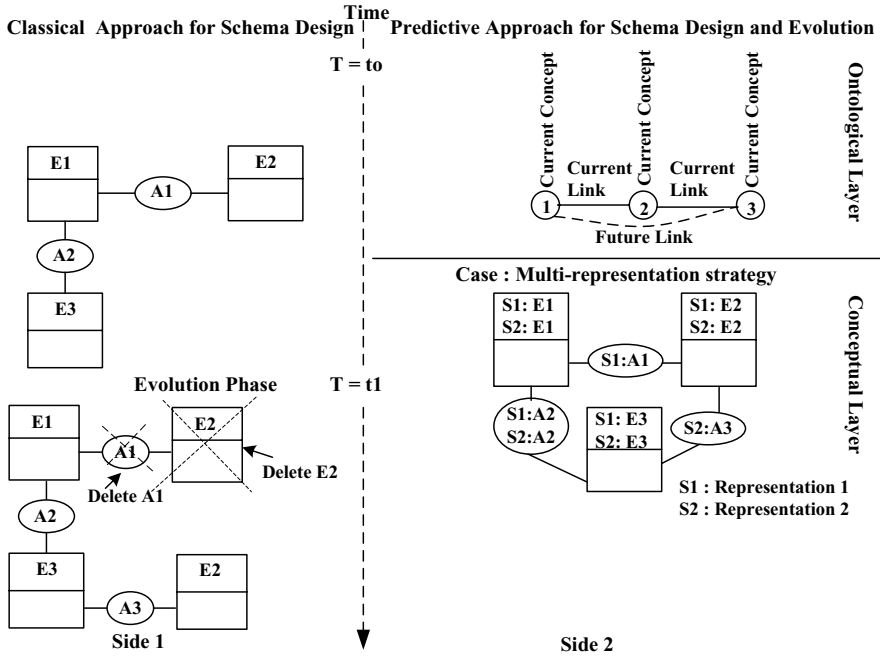 Classical Approach for Schema Design
Time
Predictive Approach for Schema Design and Evolution
T = to
E1
A1
E2
A2
E3
Current Concept
Current Concept
Current Concept
Current
Link
Current
Link
1
2
3
Future Link
Ontological Layer
Case : Multi-representation strategy
S1: E1
S2: E1
S1: E2
S2: E2
S1:A1
S1:A2
S2:A2
S1: E3
S2: E3
S2:A3
S1 : Representation 1
S2 : Representation 2
Conceptual Layer
T = t1
Evolution Phase
E1
A1
E2
Delete A1
Delete E2
A2
E3
A3
E2
Side 1
Side 2